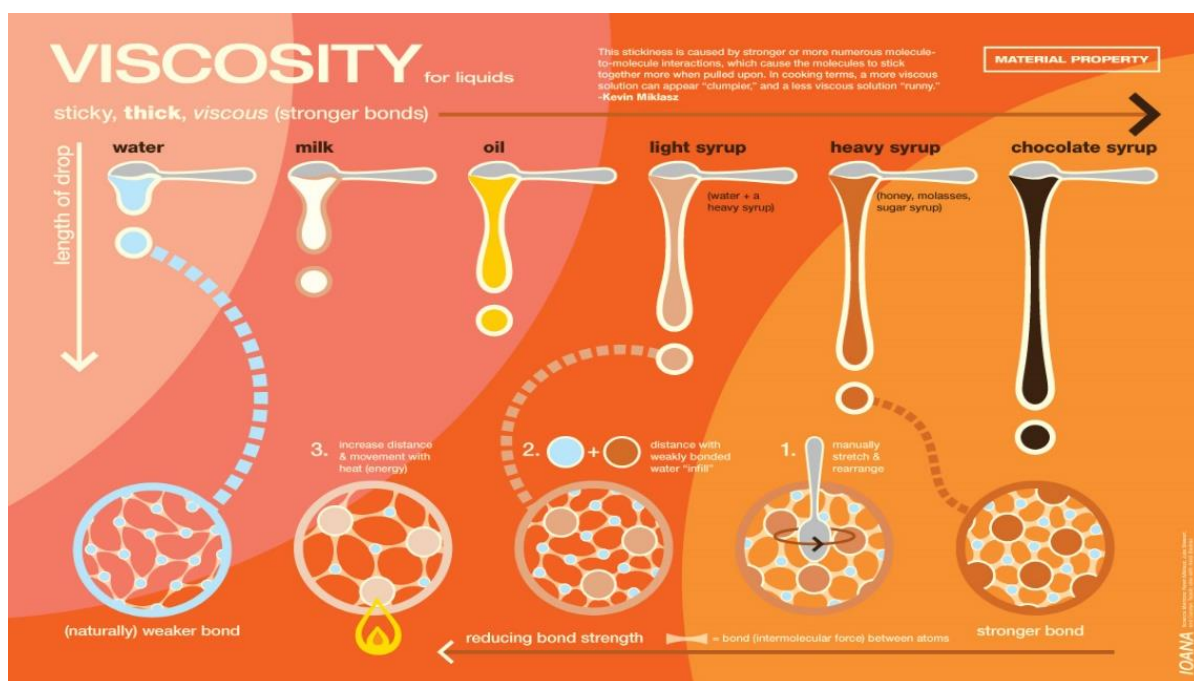 VISCOSITY for liquids
This stickiness is caused by stronger or more numerous molecule-
to-molecule interactions, which cause the molecules to stick
together more when pulled upon. In cooking terms, a more viscous
solution can appear "clumpier," and a less viscous solution "runny."
-Kevin Miklasz
MATERIAL PROPERTY
sticky, thick, viscous (stronger bonds)
length of drop
water
milk
oil
light syrup
(water + a
heavy syrup)
heavy syrup
(honey, molasses,
sugar syrup)
chocolate syrup
3.
increase distance
& movement with
heat (energy)
2.
+
distance with
weakly bonded
water "infill"
1.
manually
stretch &
rearrange
(naturally) weaker bond
reducing bond strength
= bond (intermolecular force) between atoms
stronger bond
IOANA